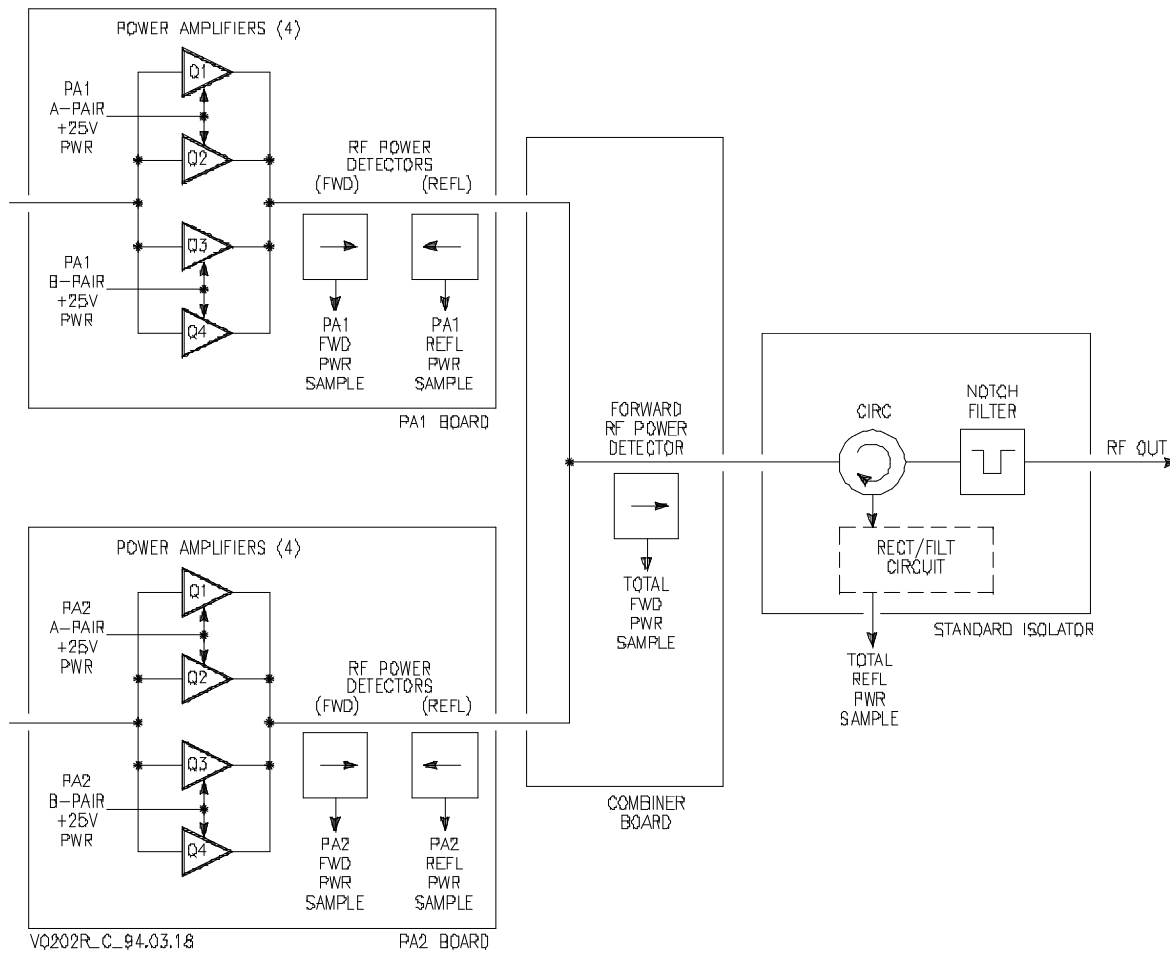 POWER AMPLIFIERS (4)
Q1
PA1
A-PAIR
+25V
PWR
Q2
RF POWER
DETECTORS
(FWD) (REFL)
Q3
PA1
B-PAIR
+25V
PWR
Q4
PA1
FWD
PWR
SAMPLE
PA1
REFL
PWR
SAMPLE
PA1 BOARD
FORWARD
RF POWER
DETECTOR
TOTAL
FWD
PWR
SAMPLE
COMBINER
BOARD
CIRC
NOTCH
FILTER
RF OUT
RECT/FILT
CIRCUIT
STANDARD ISOLATOR
TOTAL
REFL
PWR
SAMPLE
POWER AMPLIFIERS (4)
Q1
PA2
A-PAIR
+25V
PWR
Q2
RF POWER
DETECTORS
(FWD) (REFL)
Q3
PA2
B-PAIR
+25V
PWR
Q4
PA2
FWD
PWR
SAMPLE
PA2
REFL
PWR
SAMPLE
PA2 BOARD
VQ202R_C_94.03.18